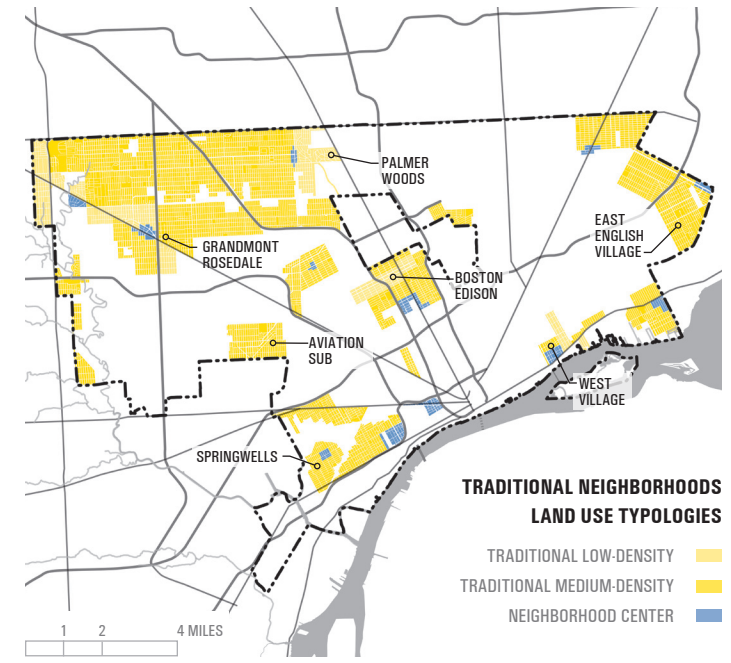 PALMER
WOODS
GRANDMONT
ROSEDALE
EAST
ENGLISH
VILLAGE
BOSTON
EDISON
AVIATION
SUB
WEST
VILLAGE
SPRINGWELLS
TRADITIONAL NEIGHBORHOODS
LAND USE TYPOLOGIES
TRADITIONAL LOW-DENSITY
TRADITIONAL MEDIUM-DENSITY
NEIGHBORHOOD CENTER
1 2 4 MILES